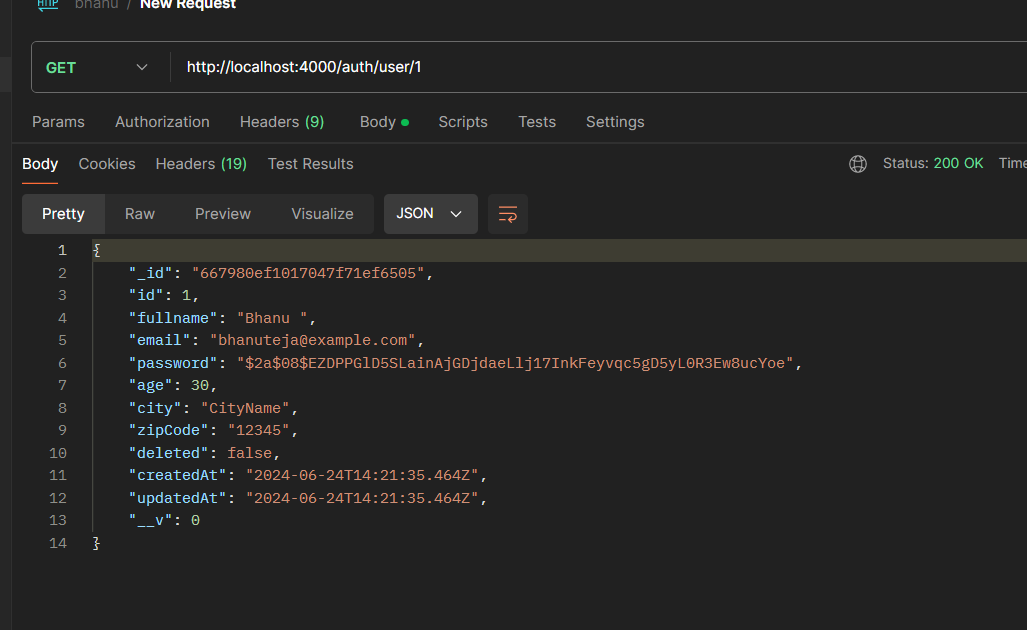 HTTP bhanu / New Request
GET http://localhost:4000/auth/user/1
Params Authorization Headers (9) Body Scripts Tests Settings
Body Cookies Headers (19) Test Results Status: 200 OK Time
Pretty Raw Preview Visualize JSON
1 {
2 "_id": "667980ef1017047f71ef6505",
3 "id": 1,
4 "fullname": "Bhanu ",
5 "email": "bhanuteja@example.com",
6 "password": "$2a$08$EZDPPGlD5SLainAjGDjdaeLlj17InkFeyvqc5gD5yL0R3Ew8ucYoe",
7 "age": 30,
8 "city": "CityName",
9 "zipCode": "12345",
10 "deleted": false,
11 "createdAt": "2024-06-24T14:21:35.464Z",
12 "updatedAt": "2024-06-24T14:21:35.464Z",
13 "__v": 0
14 }